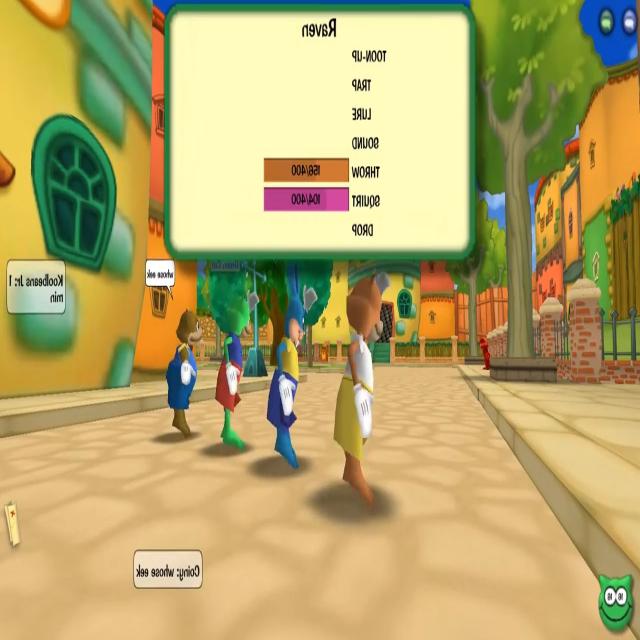 Raven
TOON-UP
TRAP
LURE
SOUND
THROW 156/400
SQUIRT 104/400
DROP
whose eek
Koolbeans Jr: 1
min
Coiny: whose eek